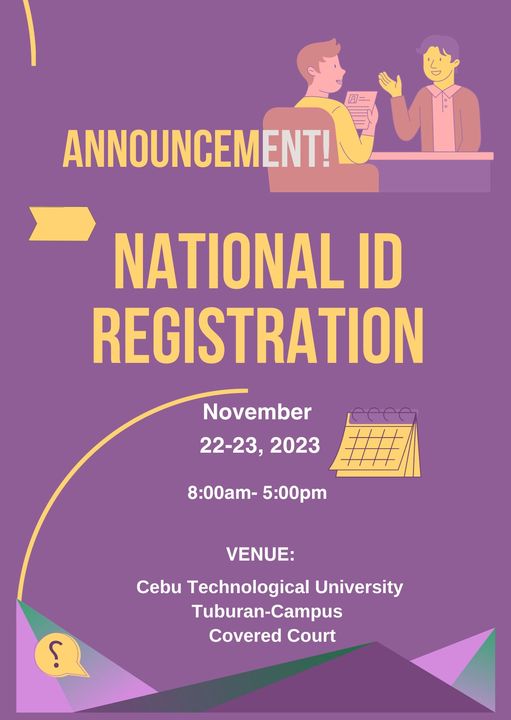 ANNOUNCEMENT!
NATIONAL ID
REGISTRATION
November
22-23, 2023
8:00am- 5:00pm
VENUE:
Cebu Technological University
Tuburan-Campus
Covered Court
?